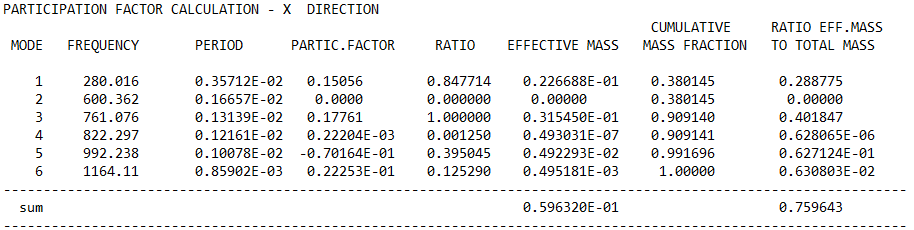 PARTICIPATION FACTOR CALCULATION - X  DIRECTION
CUMULATIVE     RATIO EFF.MASS
MODE   FREQUENCY       PERIOD      PARTIC.FACTOR     RATIO    EFFECTIVE MASS   MASS FRACTION   TO TOTAL MASS
1     280.016       0.35712E-02   0.15056       0.847714    0.226688E-01    0.380145       0.288775
2     600.362       0.16657E-02    0.0000       0.000000     0.00000        0.380145        0.00000
3     761.076       0.13139E-02   0.17761       1.000000    0.315450E-01    0.909140       0.401847
4     822.297       0.12161E-02   0.22204E-03   0.001250    0.493031E-07    0.909141       0.628065E-06
5     992.238       0.10078E-02  -0.70164E-01   0.395045    0.492293E-02    0.991696       0.627124E-01
6     1164.11       0.85902E-03   0.22253E-01   0.125290    0.495181E-03     1.00000       0.630803E-02
-----------------------------------------------------------------------------------------------------------------
sum                                                          0.596320E-01                   0.759643
-----------------------------------------------------------------------------------------------------------------